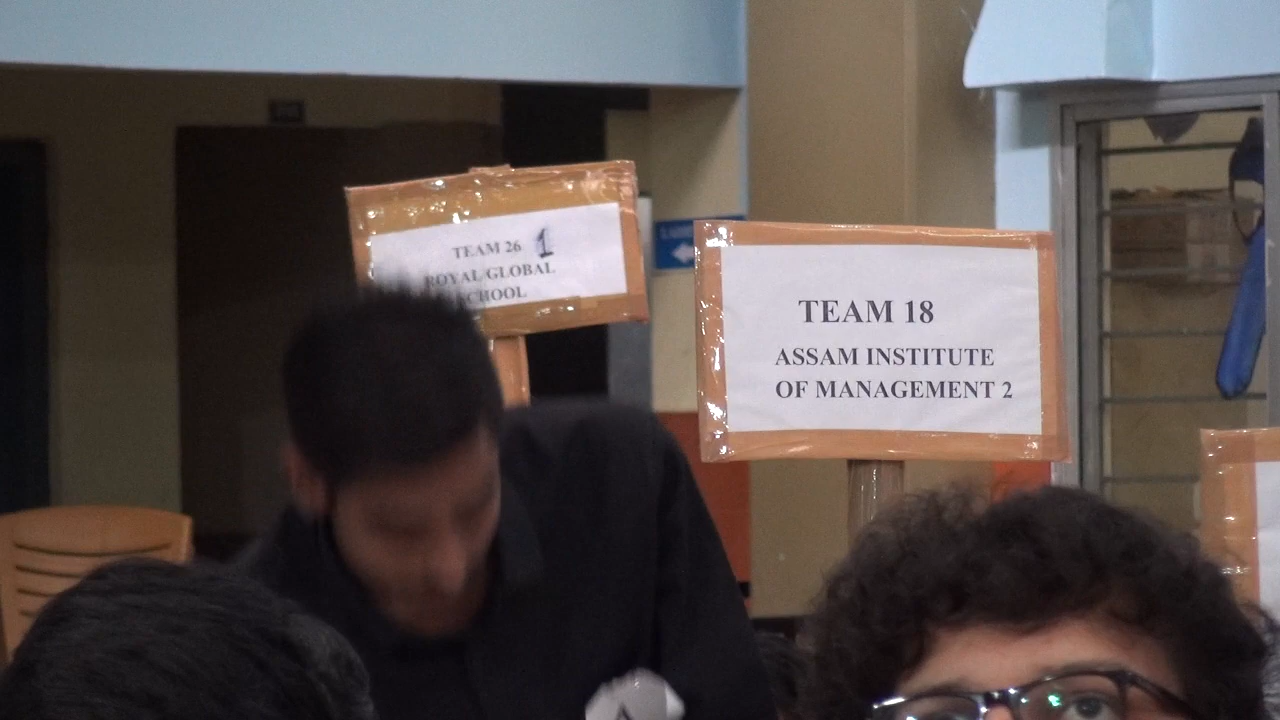 TEAM 26 1
ROYAL GLOBAL
SCHOOL
TEAM 18
ASSAM INSTITUTE
OF MANAGEMENT 2